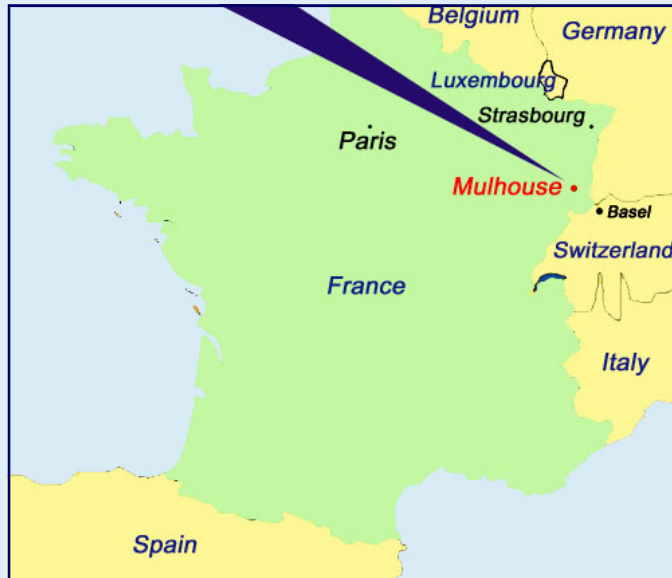 Belgium
Germany
Luxembourg
Strasbourg
Paris
Mulhouse
Basel
Switzerland
France
Italy
Spain